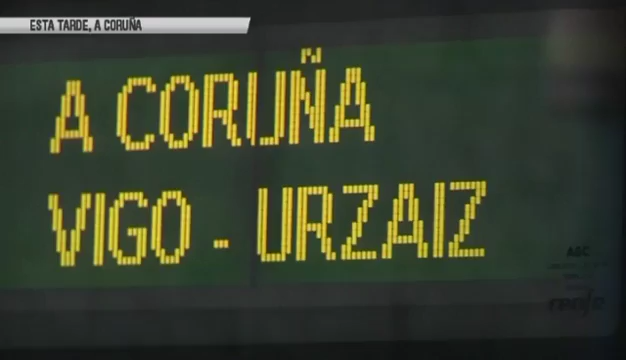 ESTA TARDE, A CORUÑA
A CORUÑA
VIGO - URZAIZ
renfe